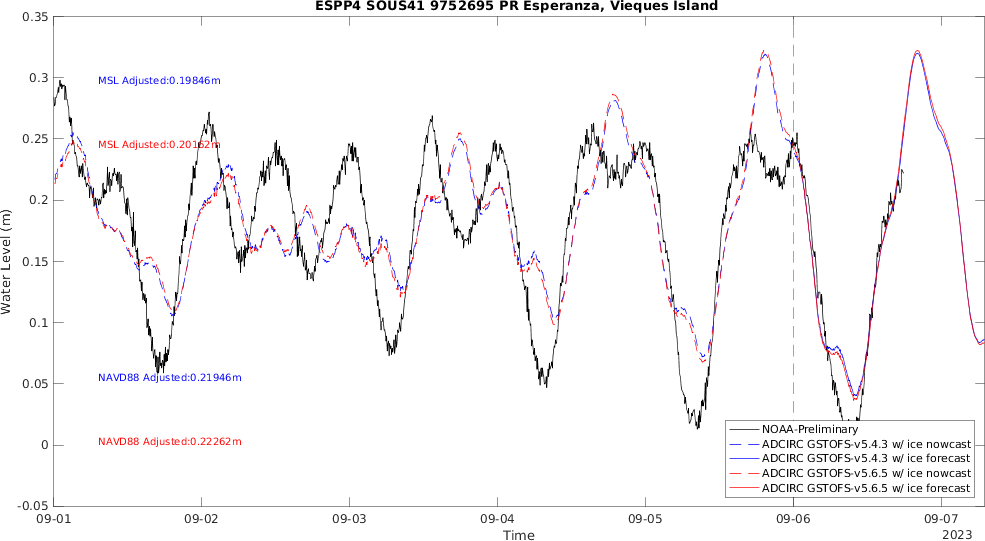 ESPP4 SOUS41 9752695 PR Esperanza, Vieques Island
0.35
0.3
0.25
0.2
0.15
0.1
0.05
0
-0.05
Water Level (m)
MSL Adjusted:0.19846m
MSL Adjusted:0.20162m
NAVD88 Adjusted:0.21946m
NAVD88 Adjusted:0.22262m
NOAA-Preliminary
ADCIRC GSTOFS-v5.4.3 w/ ice nowcast
ADCIRC GSTOFS-v5.4.3 w/ ice forecast
ADCIRC GSTOFS-v5.6.5 w/ ice nowcast
ADCIRC GSTOFS-v5.6.5 w/ ice forecast
09-01 09-02 09-03 09-04 09-05 09-06 09-07
Time
2023